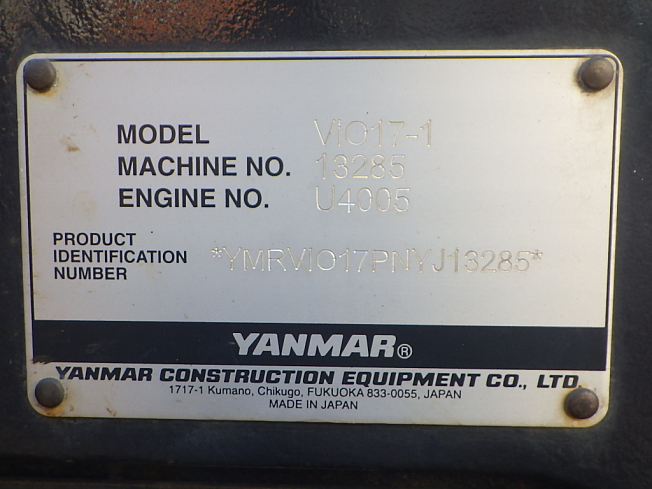 MODEL ViO17-1
MACHINE NO. 13285
ENGINE NO. U4005
PRODUCT
IDENTIFICATION
NUMBER
*YMRVIO17PNYJ13285*
YANMAR®
YANMAR CONSTRUCTION EQUIPMENT CO., LTD.
1717-1 Kumano, Chikugo, FUKUOKA 833-0055, JAPAN
MADE IN JAPAN